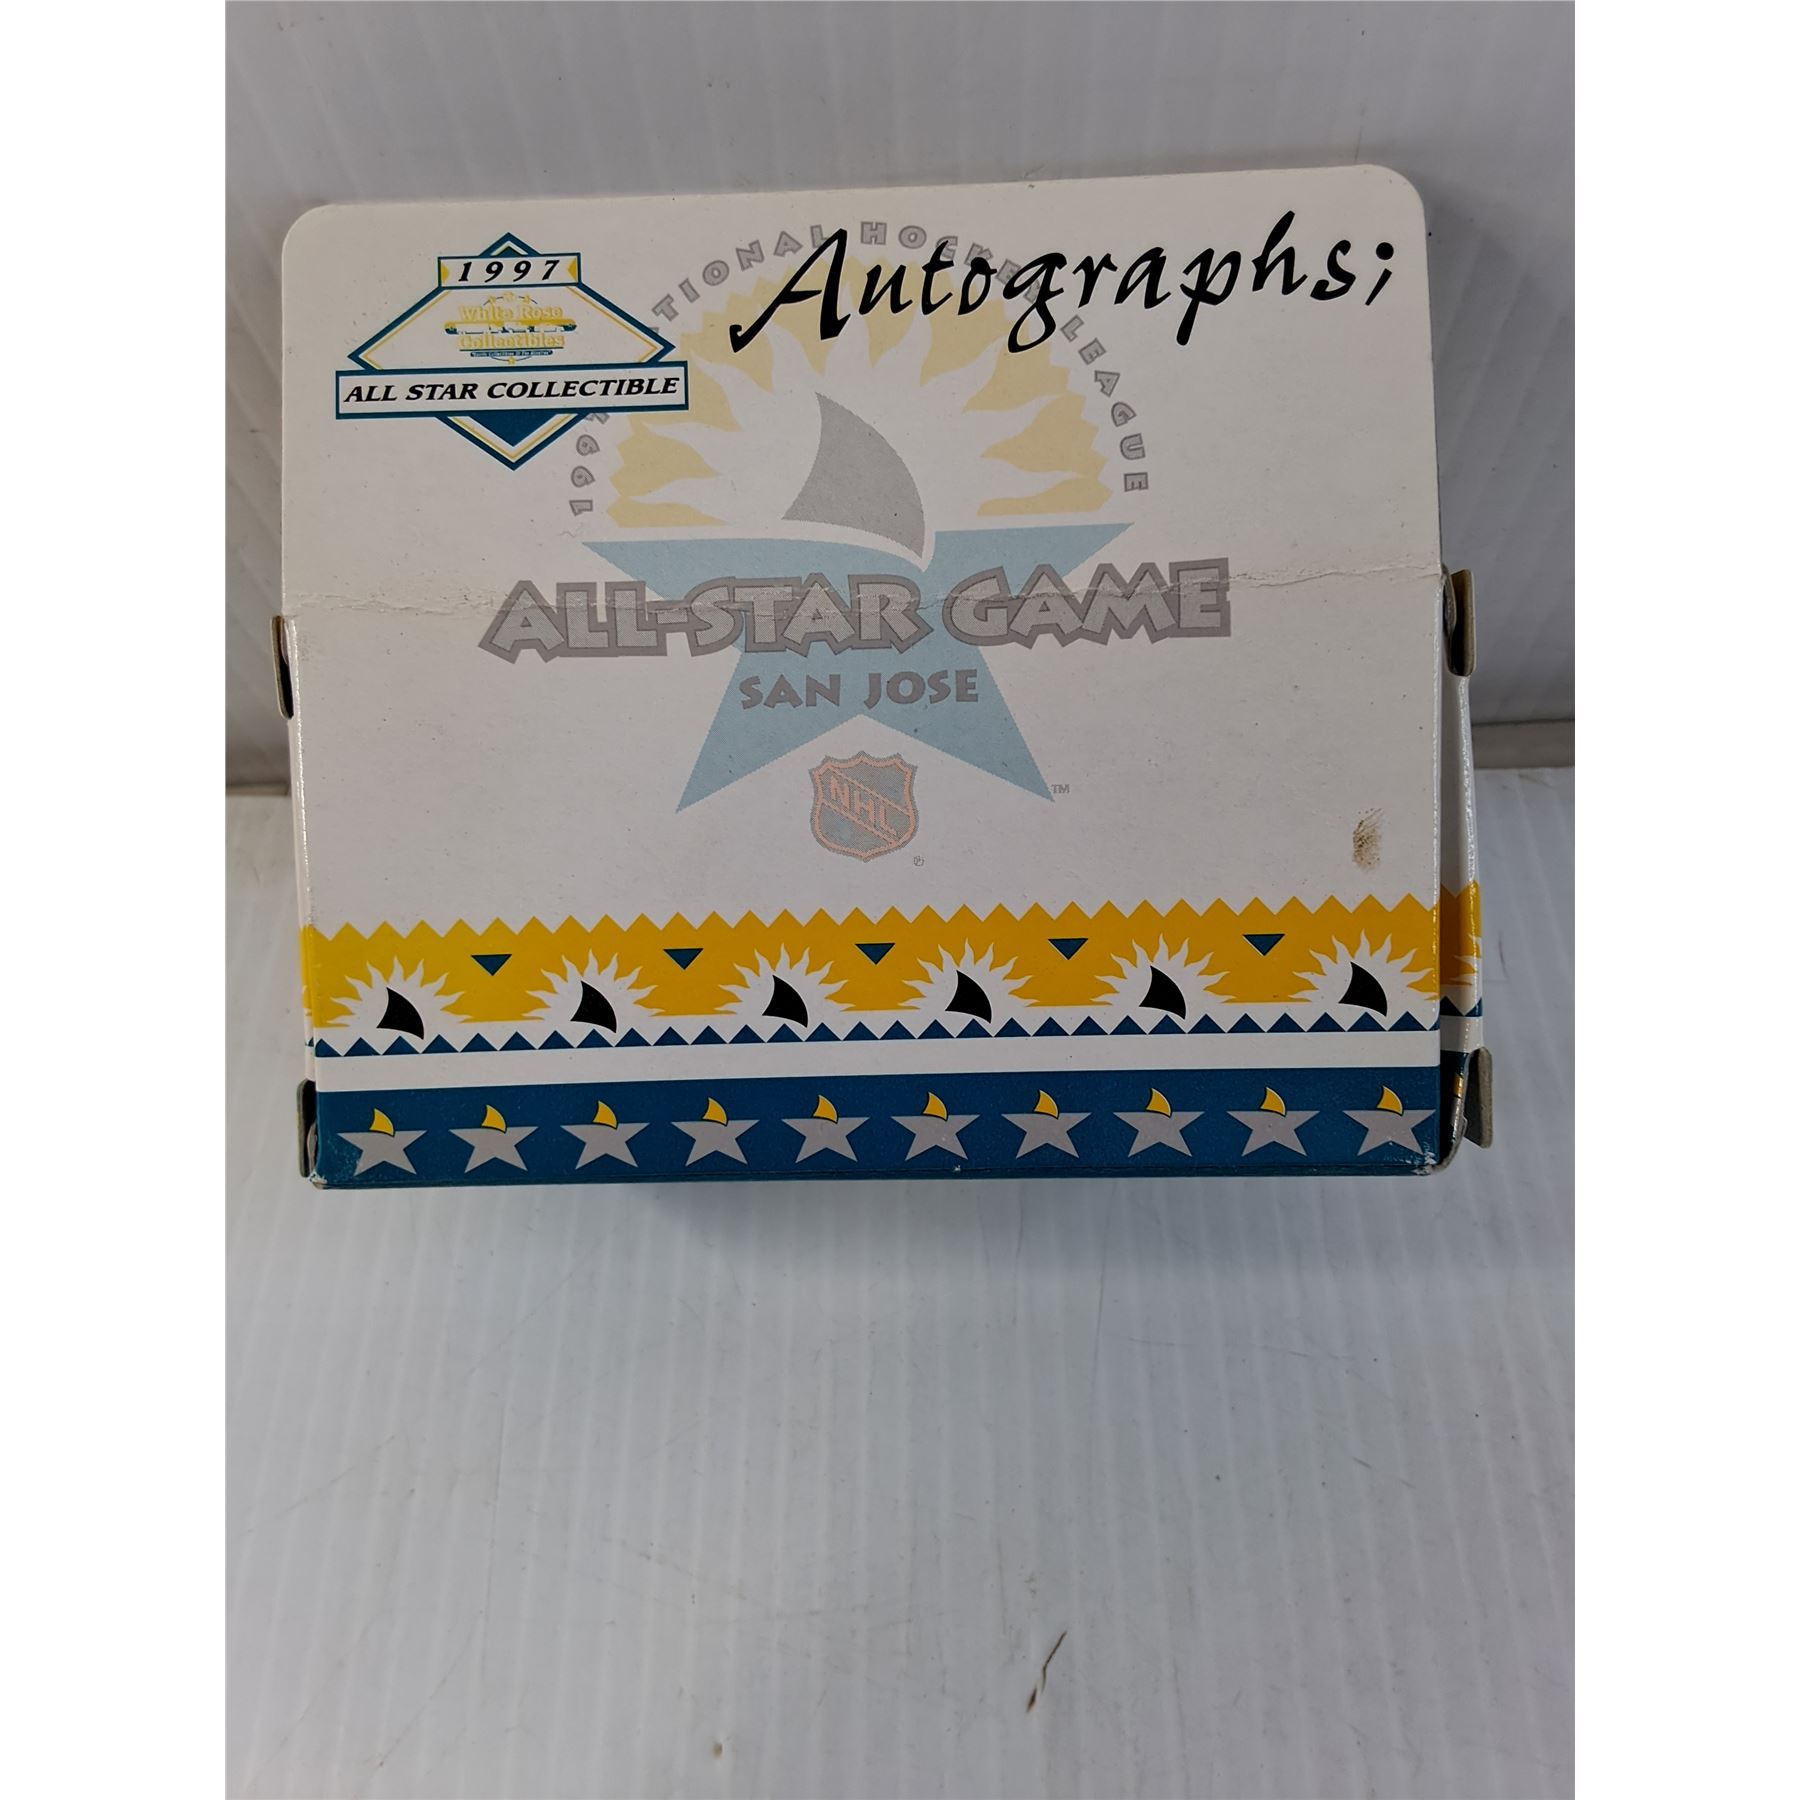 Autographs;
1997
White Rose
Collectibles
ALL STAR COLLECTIBLE
1997 NATIONAL HOCKEY LEAGUE
ALL-STAR GAME
SAN JOSE
TM
NHL